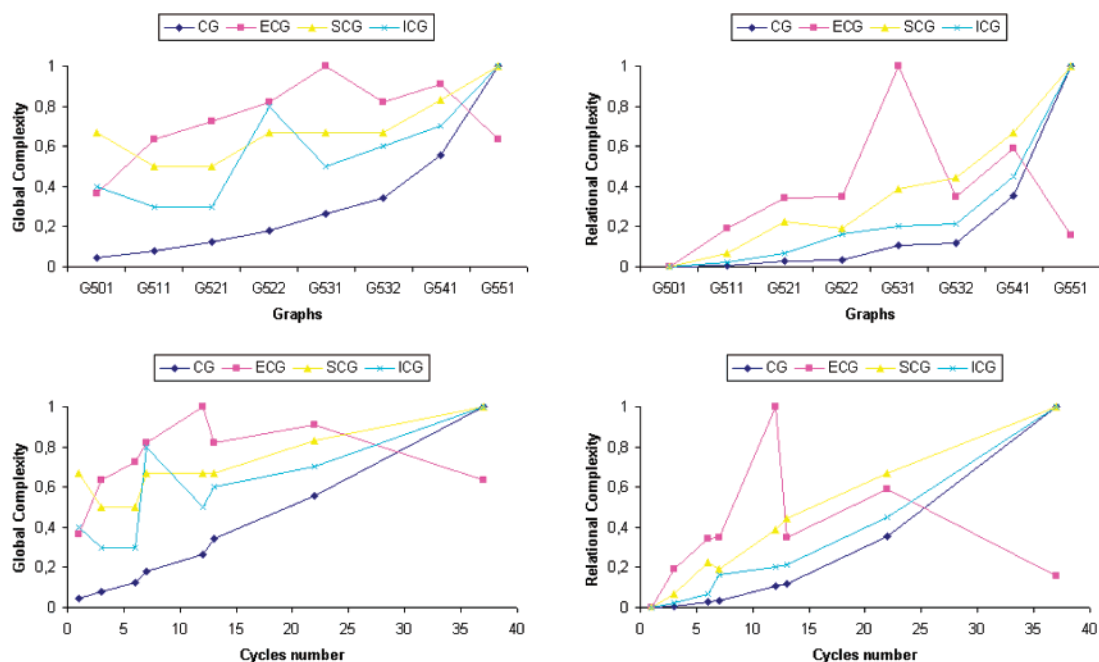 CG ECG SCG ICG
Global Complexity
1
0,8
0,6
0,4
0,2
0
G501 G511 G521 G522 G531 G532 G541 G551
Graphs
CG ECG SCG ICG
Relational Complexity
1
0,8
0,6
0,4
0,2
0
G501 G511 G521 G522 G531 G532 G541 G551
Graphs
CG ECG SCG ICG
Global Complexity
1
0,8
0,6
0,4
0,2
0
0 5 10 15 20 25 30 35 40
Cycles number
CG ECG SCG ICG
Relational Complexity
1
0,8
0,6
0,4
0,2
0
0 5 10 15 20 25 30 35 40
Cycles number